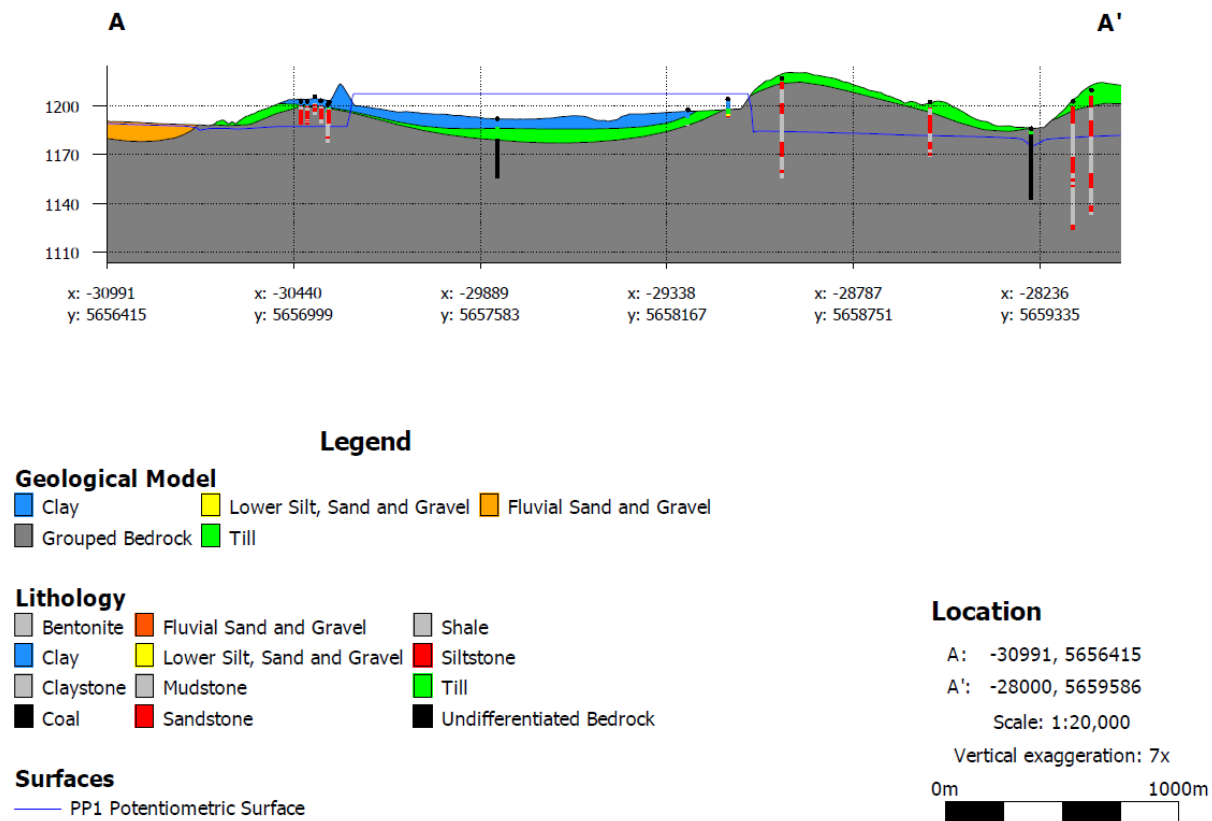 A A'
1200
1170
1140
1110
x: -30991 x: -30440 x: -29889 x: -29338 x: -28787 x: -28236
y: 5656415 y: 5656999 y: 5657583 y: 5658167 y: 5658751 y: 5659335
Legend
Geological Model
Clay Lower Silt, Sand and Gravel Fluvial Sand and Gravel
Grouped Bedrock Till
Lithology
Bentonite Fluvial Sand and Gravel Shale
Clay Lower Silt, Sand and Gravel Siltstone
Claystone Mudstone Till
Coal Sandstone Undifferentiated Bedrock
Surfaces
PP1 Potentiometric Surface
Location
A: -30991, 5656415
A': -28000, 5659586
Scale: 1:20,000
Vertical exaggeration: 7x
0m 1000m